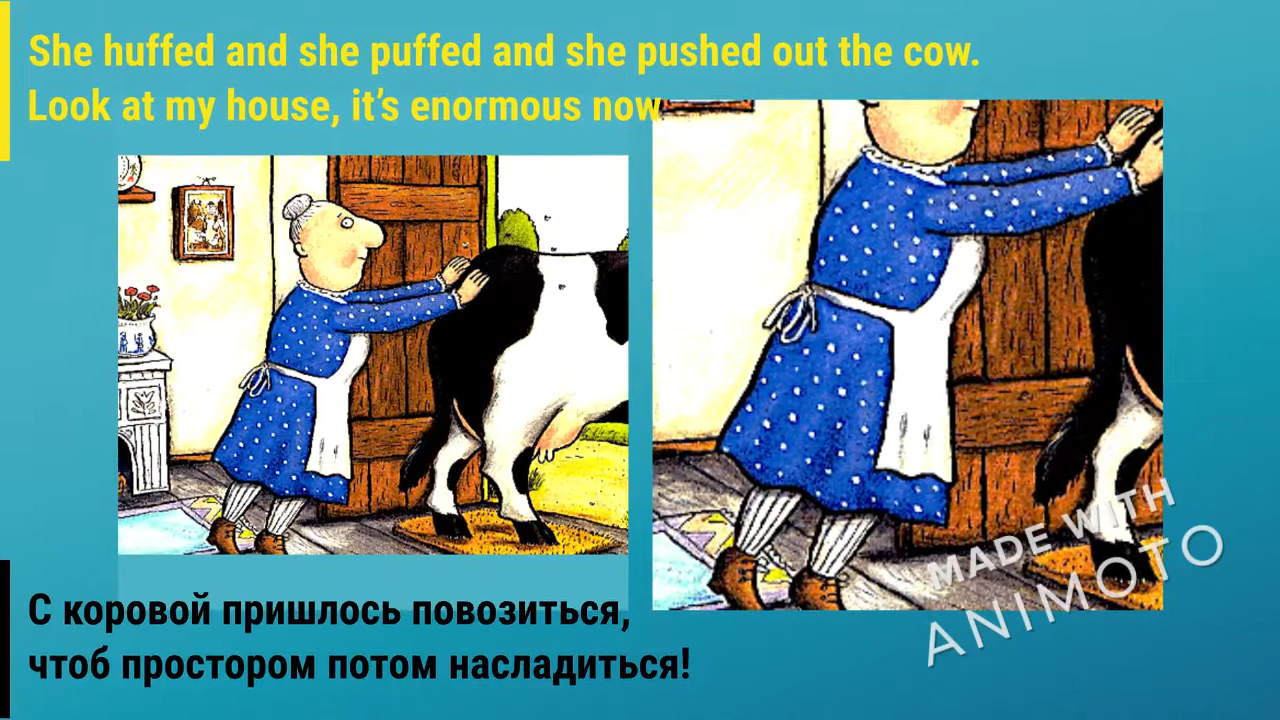 She huffed and she puffed and she pushed out the cow.
Look at my house, it’s enormous now
С коровой пришлось повозиться,
чтоб простором потом насладиться!
MADE WITH
ANIMOTO